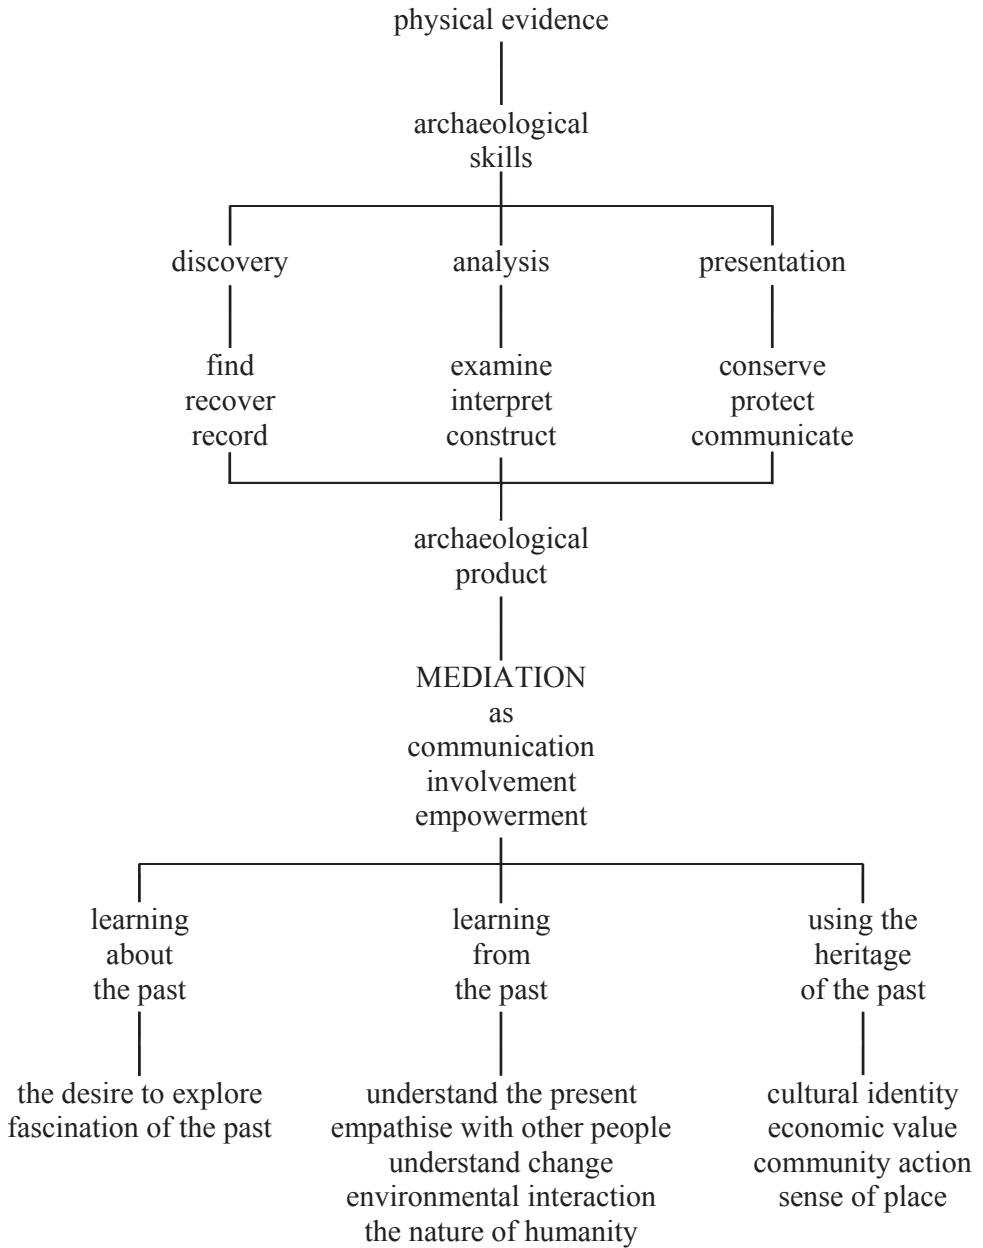 physical evidence
archaeological
skills
discovery
analysis
presentation
find
recover
record
examine
interpret
construct
conserve
protect
communicate
archaeological
product
MEDIATION
as
communication
involvement
empowerment
learning
about
the past
learning
from
the past
using the
heritage
of the past
the desire to explore
fascination of the past
understand the present
empathise with other people
understand change
environmental interaction
the nature of humanity
cultural identity
economic value
community action
sense of place